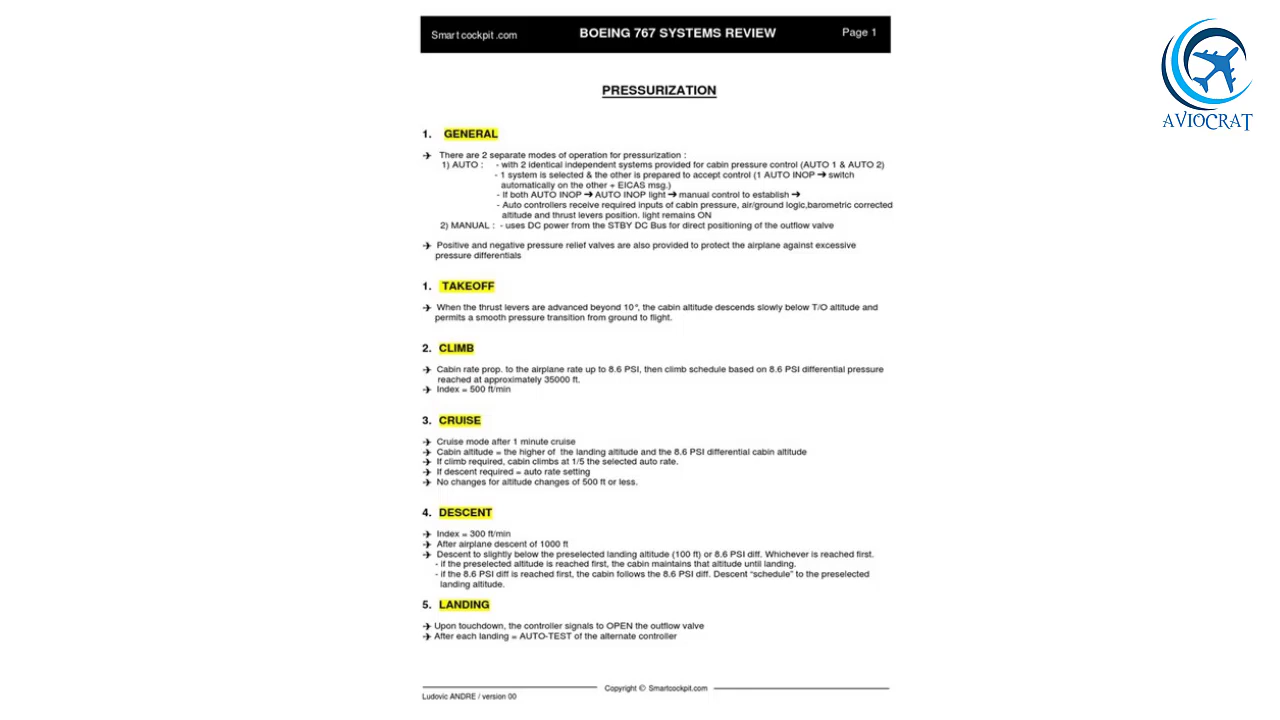 Smartcockpit.com BOEING 767 SYSTEMS REVIEW Page 1
AVIOCRAT
PRESSURIZATION
1. GENERAL
✈ There are 2 separate modes of operation for pressurization :
1) AUTO : - with 2 identical independent systems provided for cabin pressure control (AUTO 1 & AUTO 2)
- 1 system is selected & the other is prepared to accept control (1 AUTO INOP ➔ switch
automatically on the other + EICAS msg.)
- If both AUTO INOP ➔ AUTO INOP light ➔ manual control to establish ➔
- Auto controllers receive required inputs of cabin pressure, air/ground logic,barometric corrected
altitude and thrust levers position. light remains ON
2) MANUAL : - uses DC power from the STBY DC Bus for direct positioning of the outflow valve
✈ Positive and negative pressure relief valves are also provided to protect the airplane against excessive
pressure differentials
1. TAKEOFF
✈ When the thrust levers are advanced beyond 10°, the cabin altitude descends slowly below T/O altitude and
permits a smooth pressure transition from ground to flight.
2. CLIMB
✈ Cabin rate prop. to the airplane rate up to 8.6 PSI, then climb schedule based on 8.6 PSI differential pressure
reached at approximately 35000 ft.
✈ Index = 500 ft/min
3. CRUISE
✈ Cruise mode after 1 minute cruise
✈ Cabin altitude = the higher of the landing altitude and the 8.6 PSI differential cabin altitude
✈ If climb required, cabin climbs at 1/5 the selected auto rate.
✈ If descent required = auto rate setting
✈ No changes for altitude changes of 500 ft or less.
4. DESCENT
✈ Index = 300 ft/min
✈ After airplane descent of 1000 ft
✈ Descent to slightly below the preselected landing altitude (100 ft) or 8.6 PSI diff. Whichever is reached first.
- if the preselected altitude is reached first, the cabin maintains that altitude until landing.
- if the 8.6 PSI diff is reached first, the cabin follows the 8.6 PSI diff. Descent “schedule” to the preselected
landing altitude.
5. LANDING
✈ Upon touchdown, the controller signals to OPEN the outflow valve
✈ After each landing = AUTO-TEST of the alternate controller
Copyright © Smartcockpit.com
Ludovic ANDRE / version 00